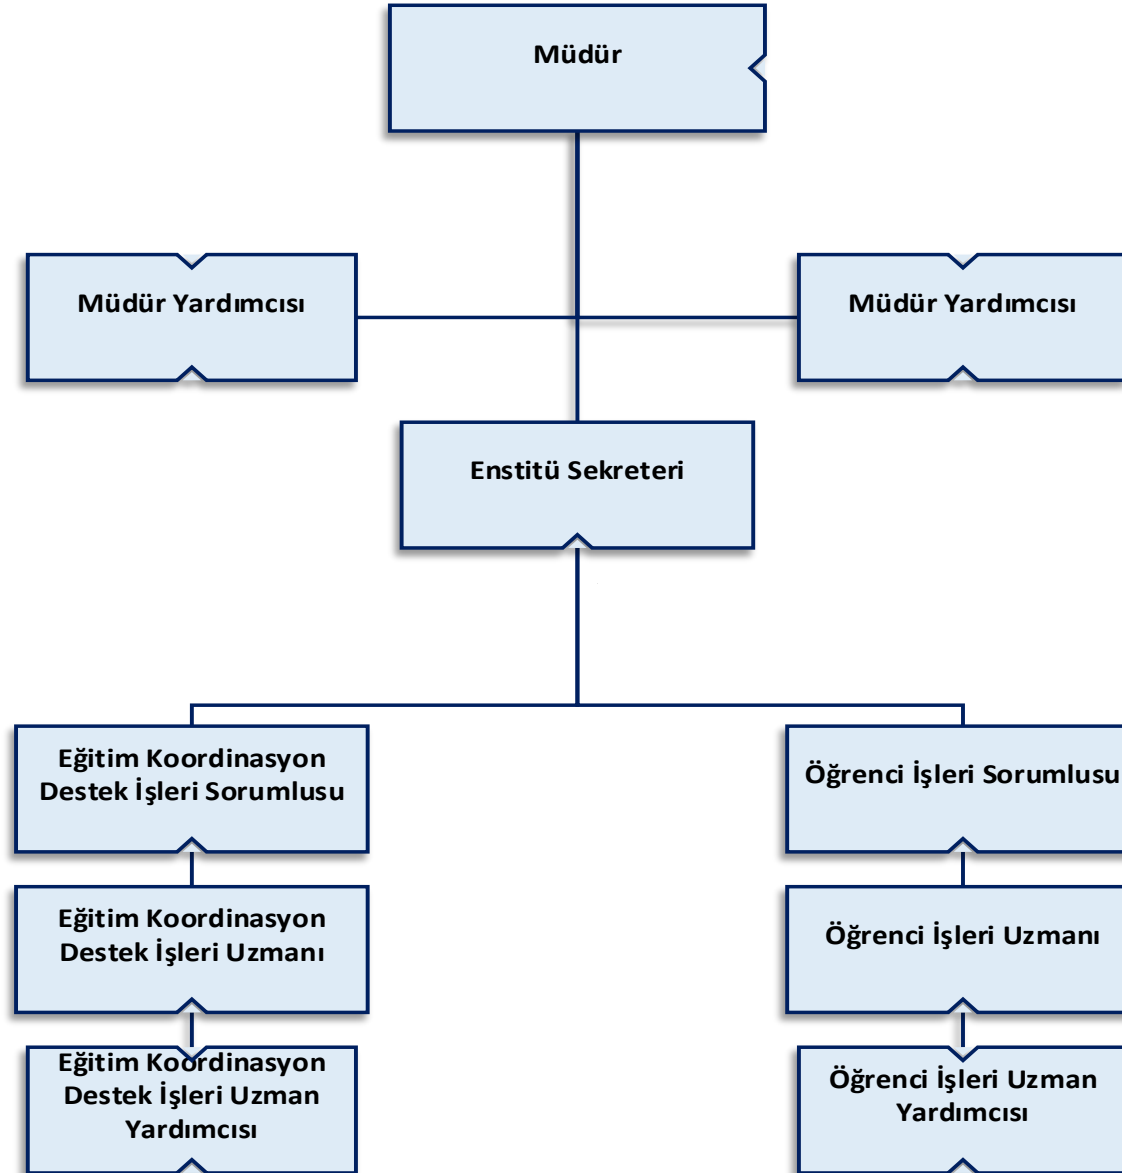 Müdür
Müdür Yardımcısı
Müdür Yardımcısı
Enstitü Sekreteri
Eğitim Koordinasyon
Destek İşleri Sorumlusu
Öğrenci İşleri Sorumlusu
Eğitim Koordinasyon
Destek İşleri Uzmanı
Öğrenci İşleri Uzmanı
Eğitim Koordinasyon
Destek İşleri Uzman
Yardımcısı
Öğrenci İşleri Uzman
Yardımcısı